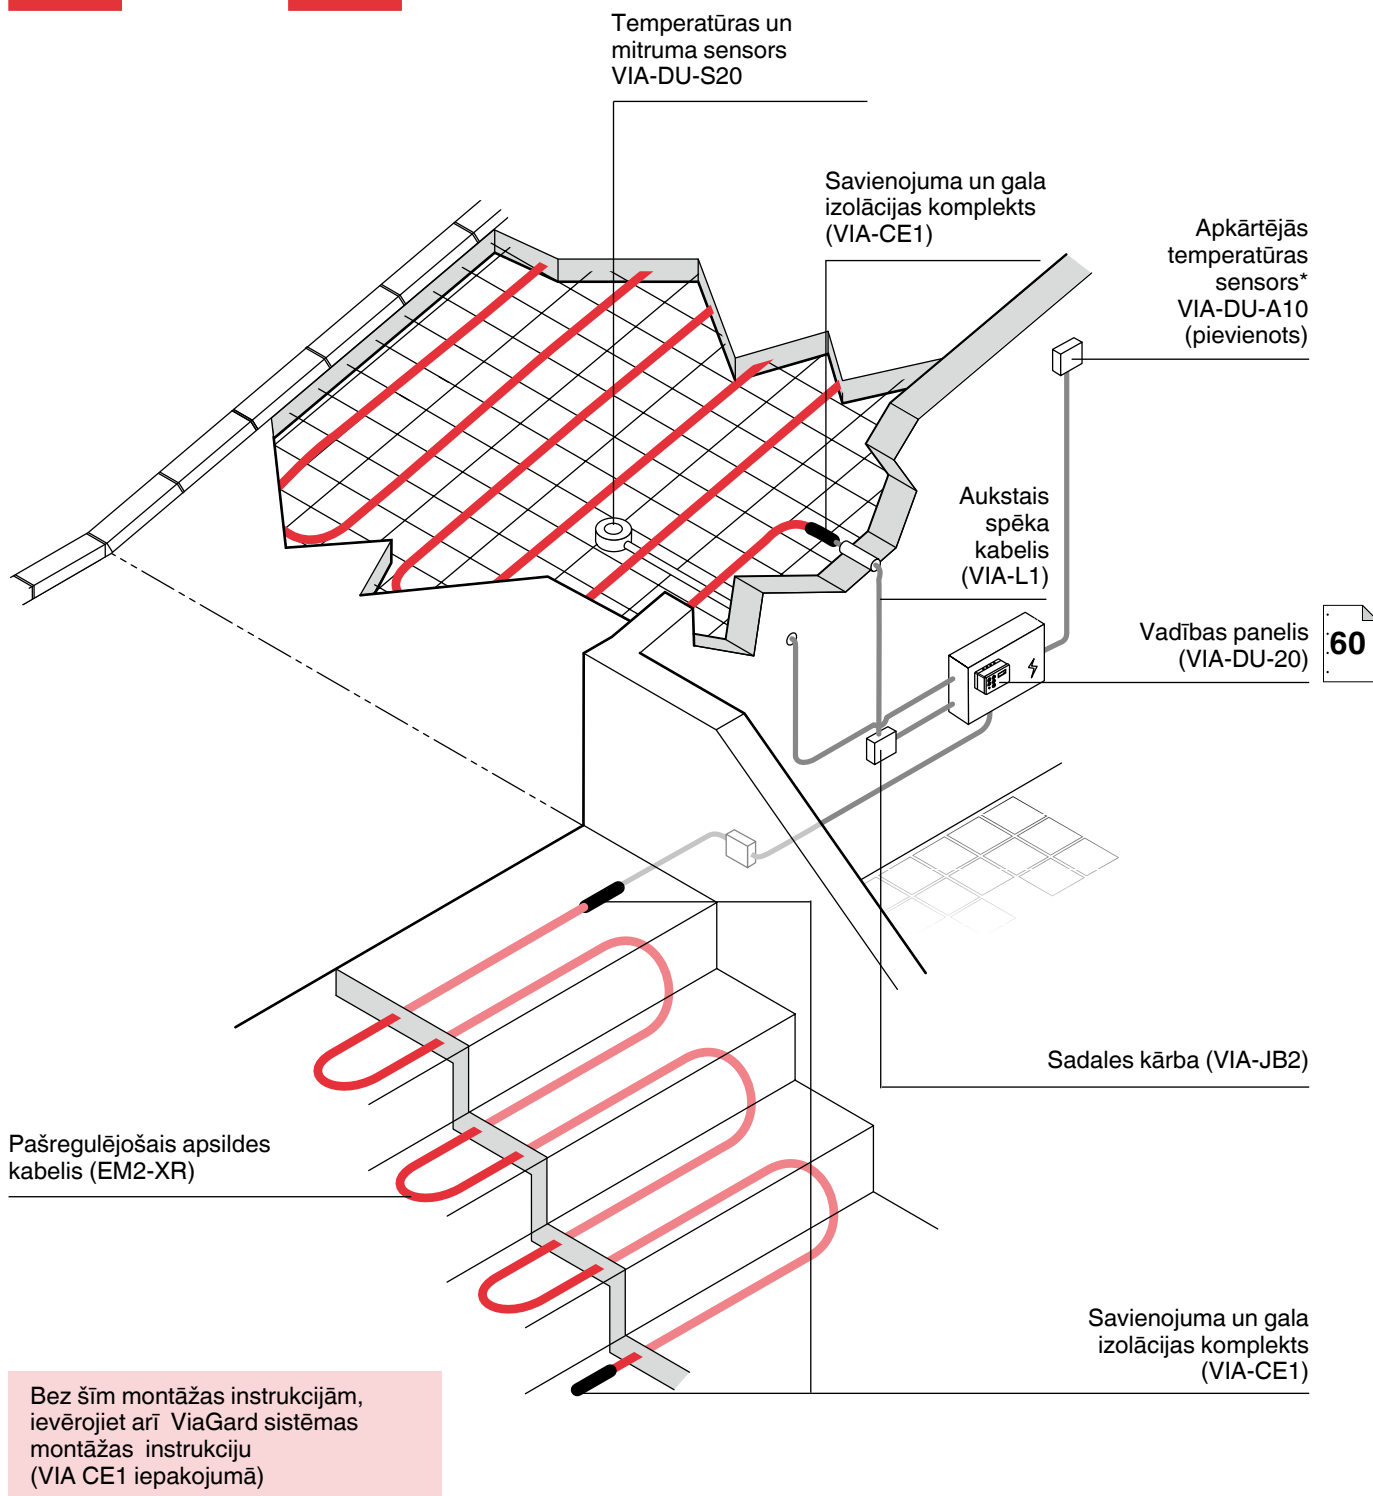 Temperatūras un
mitruma sensors
VIA-DU-S20
Savienojuma un gala
izolācijas komplekts
(VIA-CE1)
Apkārtējās
temperatūras
sensors*
VIA-DU-A10
(pievienots)
Aukstais
spēka
kabelis
(VIA-L1)
Vadības panelis
(VIA-DU-20)
60
Sadales kārba (VIA-JB2)
Pašregulējošais apsildes
kabelis (EM2-XR)
Savienojuma un gala
izolācijas komplekts
(VIA-CE1)
Bez šīm montāžas instrukcijām,
ievērojiet arī ViaGard sistēmas
montāžas instrukciju
(VIA CE1 iepakojumā)